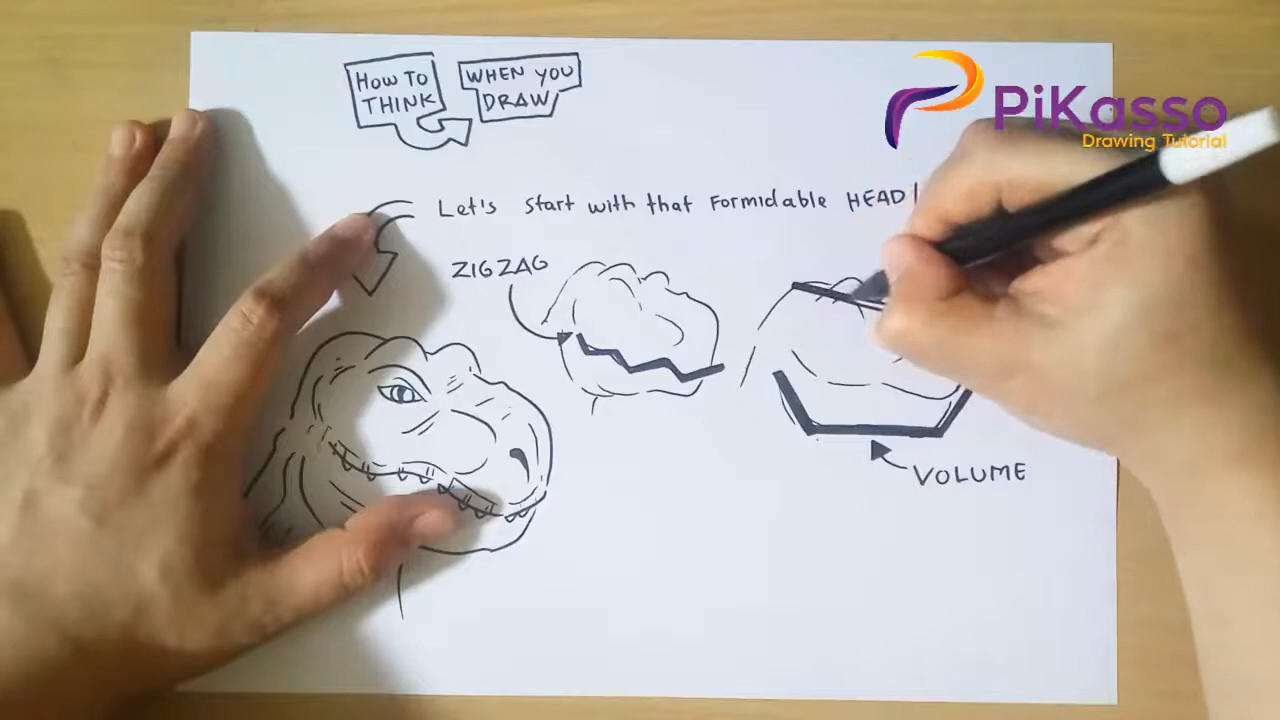 HOW TO
THINK
WHEN YOU
DRAW
PiKasso
Drawing Tutorial
Let's start with that FormidabLe HEAD!
ZIGZAG
VOLUME